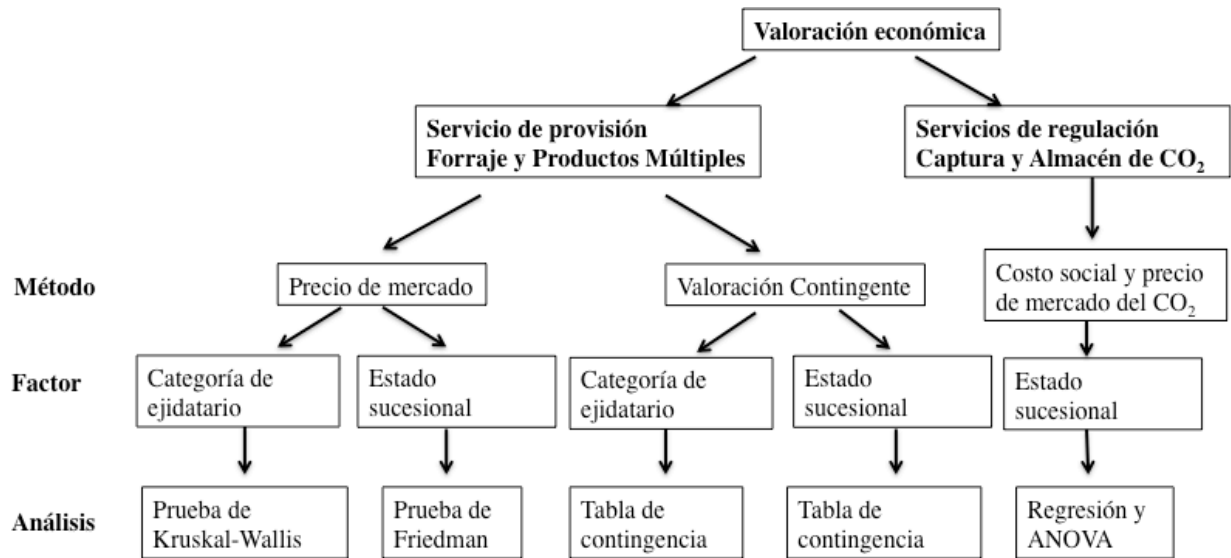 Valoración económica
Servicio de provisión
Forraje y Productos Múltiples
Servicios de regulación
Captura y Almacén de CO₂
Método
Precio de mercado
Valoración Contingente
Costo social y precio
de mercado del CO₂
Factor
Categoría de
ejidatario
Estado
sucesional
Categoría de
ejidatario
Estado
sucesional
Estado
sucesional
Análisis
Prueba de
Kruskal-Wallis
Prueba de
Friedman
Tabla de
contingencia
Tabla de
contingencia
Regresión y
ANOVA